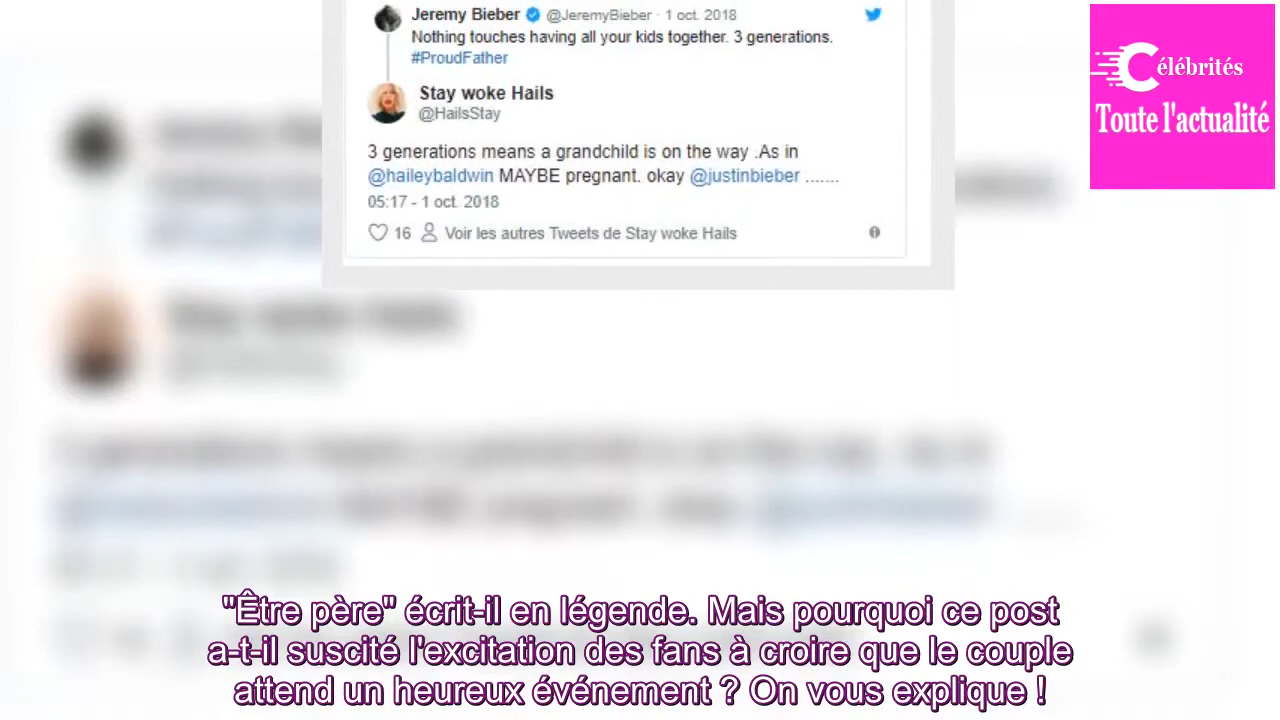 Jeremy Bieber @JeremyBieber · 1 oct. 2018
Nothing touches having all your kids together. 3 generations.
#ProudFather
Stay woke Hails
@HailsStay
3 generations means a grandchild is on the way .As in
@haileybaldwin MAYBE pregnant. okay @justinbieber .......
05:17 - 1 oct. 2018
16 Voir les autres Tweets de Stay woke Hails
Célébrités
Toute l'actualité
"Être père" écrit-il en légende. Mais pourquoi ce post
a-t-il suscité l'excitation des fans à croire que le couple
attend un heureux événement ? On vous explique !